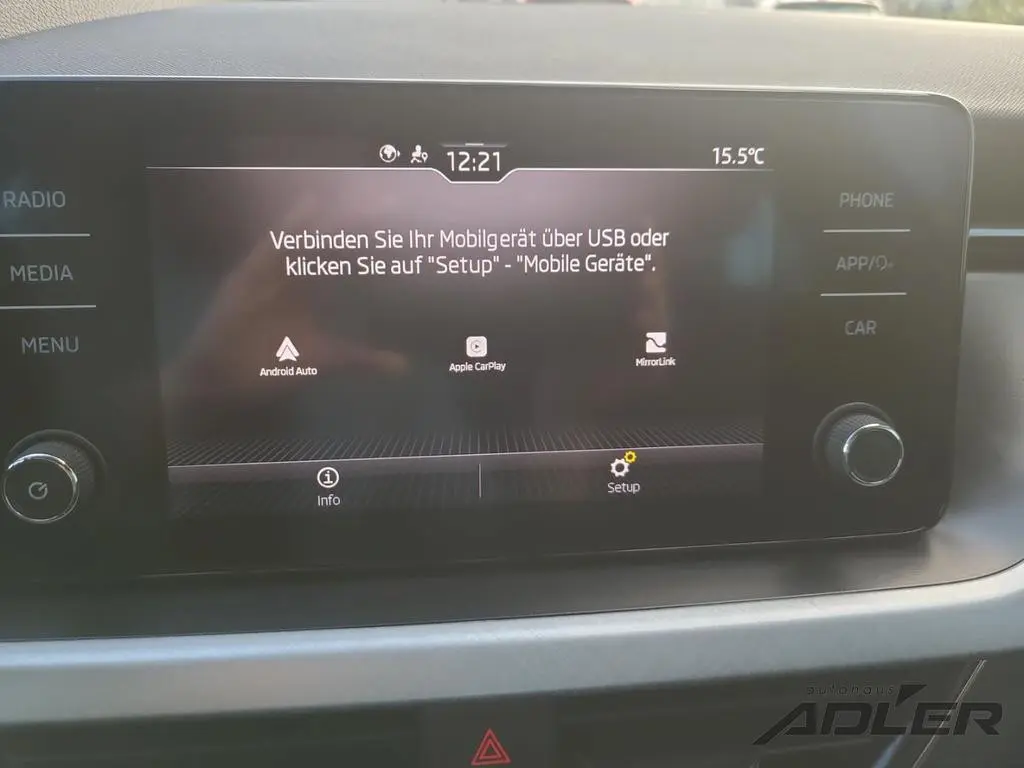 12:21
15.5°C
RADIO
MEDIA
MENU
Verbinden Sie Ihr Mobilgerät über USB oder
klicken Sie auf "Setup" - "Mobile Geräte".
Android Auto
Apple CarPlay
MirrorLink
Info
Setup
PHONE
APP/
CAR
autohaus
ADLER